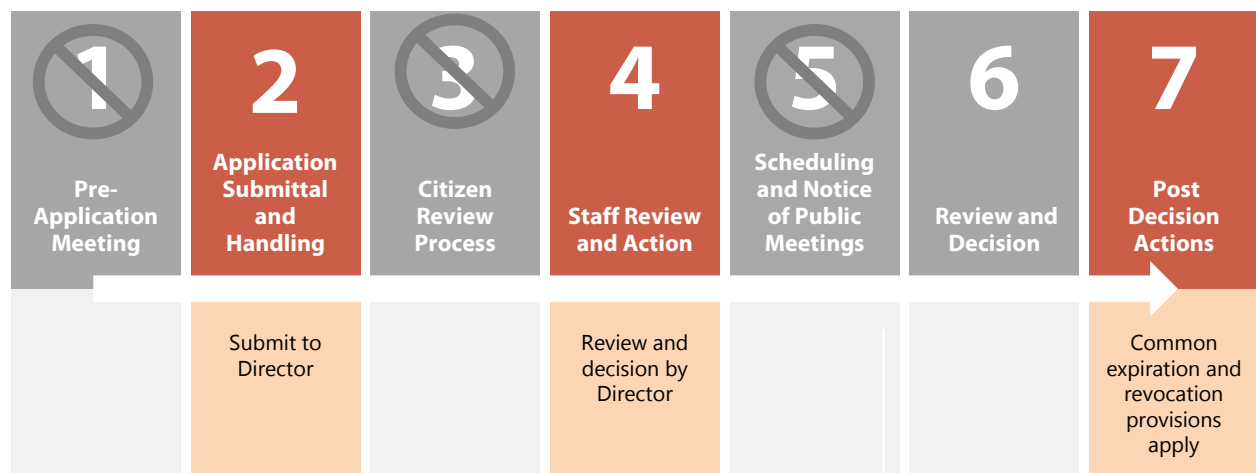 1
Pre-
Application
Meeting
2
Application
Submittal
and
Handling
3
Citizen
Review
Process
4
Staff Review
and Action
5
Scheduling
and Notice
of Public
Meetings
6
Review and
Decision
7
Post
Decision
Actions
Submit to
Director
Review and
decision by
Director
Common
expiration and
revocation
provisions
apply